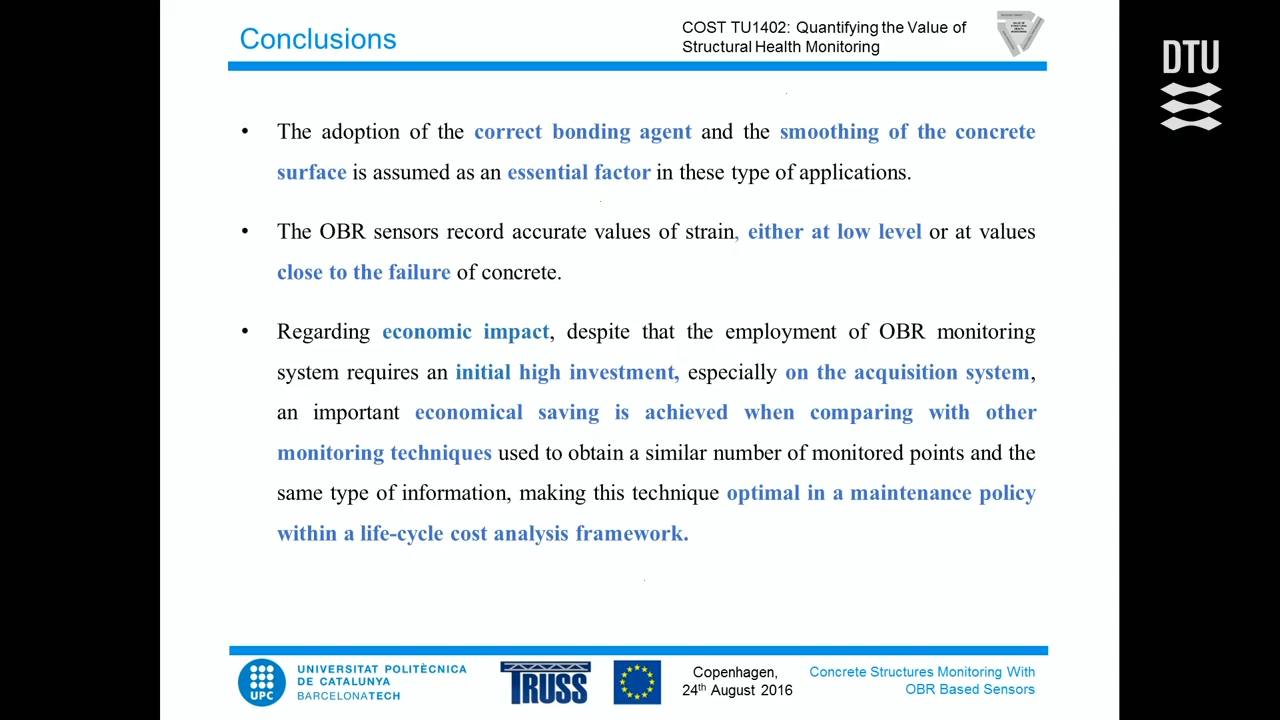 Conclusions
COST TU1402: Quantifying the Value of
Structural Health Monitoring
DTU
• The adoption of the correct bonding agent and the smoothing of the concrete
surface is assumed as an essential factor in these type of applications.
• The OBR sensors record accurate values of strain, either at low level or at values
close to the failure of concrete.
• Regarding economic impact, despite that the employment of OBR monitoring
system requires an initial high investment, especially on the acquisition system,
an important economical saving is achieved when comparing with other
monitoring techniques used to obtain a similar number of monitored points and the
same type of information, making this technique optimal in a maintenance policy
within a life-cycle cost analysis framework.
UPC
UNIVERSITAT POLITÈCNICA
DE CATALUNYA
BARCELONATECH
TRUSS
Copenhagen,
24th August 2016
Concrete Structures Monitoring With
OBR Based Sensors